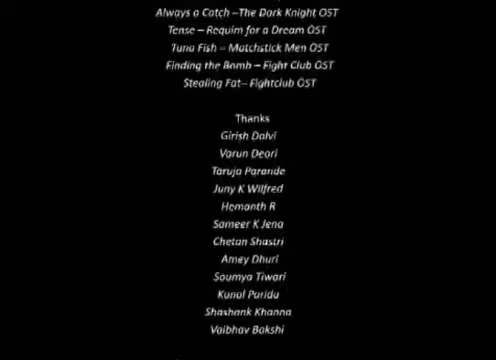 Always a Catch –The Dark Knight OST
Tense – Requim for a Dream OST
Tuna Fish – Matchstick Men OST
Finding the Bomb – Fight Club OST
Stealing Fat– Fightclub OST
Thanks
Girish Dalvi
Varun Deori
Taruja Parande
Juny K Wilfred
Hemanth R
Sameer K Jena
Chetan Shastri
Amey Dhuri
Soumya Tiwari
Kunal Parida
Shashank Khanna
Vaibhav Bakshi